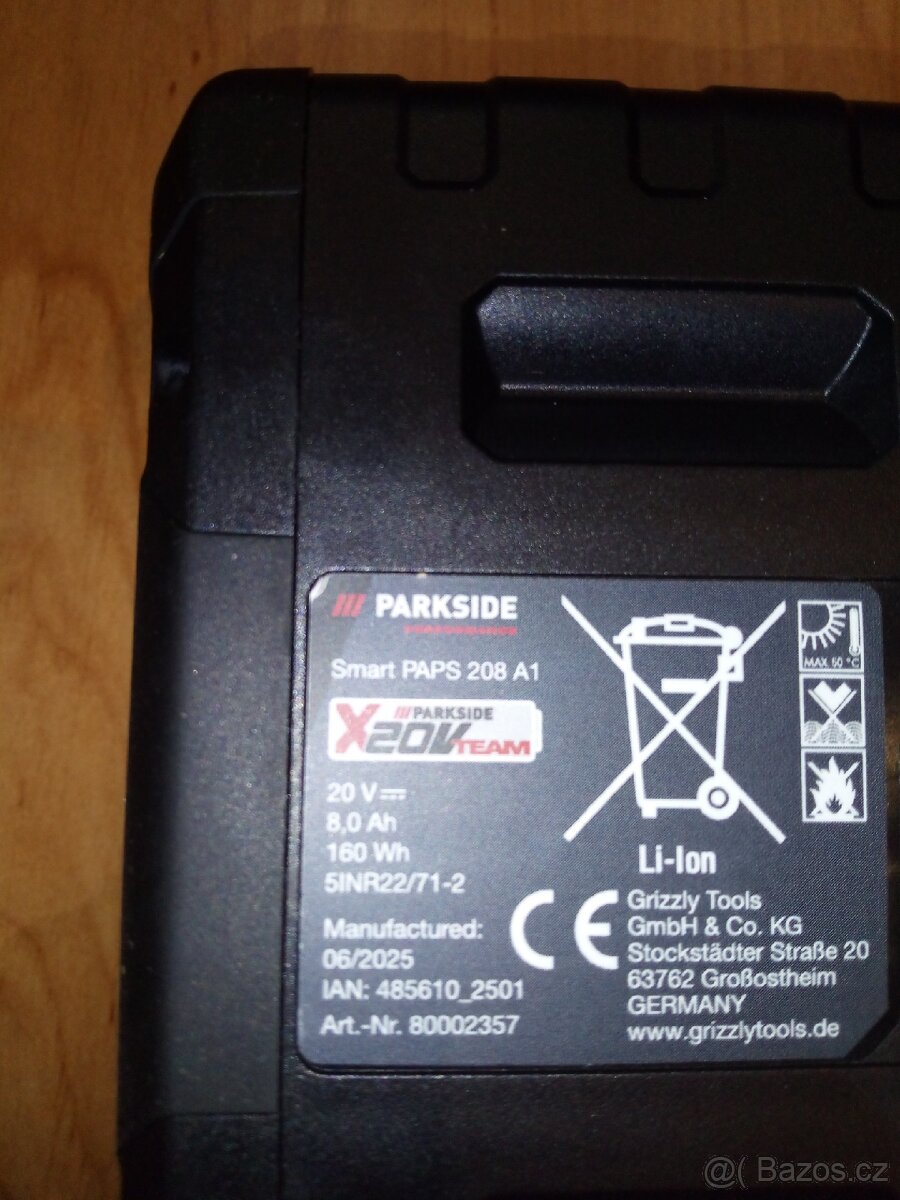 PARKSIDE
PERFORMANCE
Smart PAPS 208 A1
PARKSIDE
X20V TEAM
20 V
8,0 Ah
160 Wh
5INR22/71-2
Manufactured:
06/2025
IAN: 485610_2501
Art.-Nr. 80002357
MAX. 50 °C
Li-Ion
CE
Grizzly Tools
GmbH & Co. KG
Stockstädter Straße 20
63762 Großostheim
GERMANY
www.grizzlytools.de
@( Bazos.cz